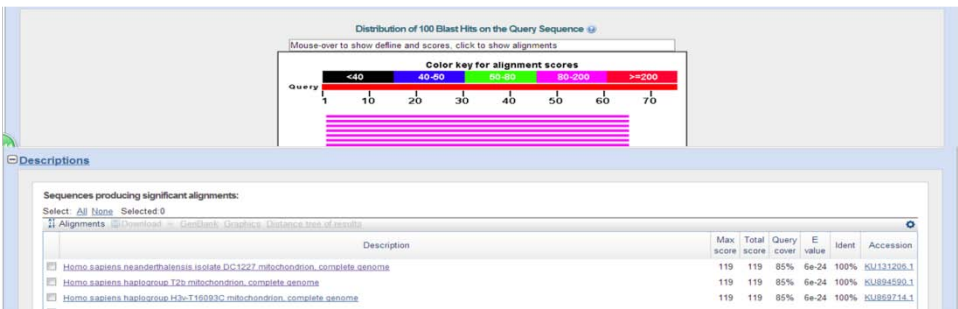 Distribution of 100 Blast Hits on the Query Sequence
Mouse-over to show defline and scores, click to show alignments
Color key for alignment scores
<40 40-50 50-80 80-200 >=200
Query
1 10 20 30 40 50 60 70
Descriptions
Sequences producing significant alignments:
Select: All None Selected:0
Alignments Download GenBank Graphics Distance tree of results
Description Max score Total score Query cover E value Ident Accession
Homo sapiens neanderthalensis isolate DC1227 mitochondrion, complete genome 119 119 85% 6e-24 100% KU131206.1
Homo sapiens haplogroup T2b mitochondrion, complete genome 119 119 85% 6e-24 100% KU894590.1
Homo sapiens haplogroup H3v-T16093C mitochondrion, complete genome 119 119 85% 6e-24 100% KU869714.1